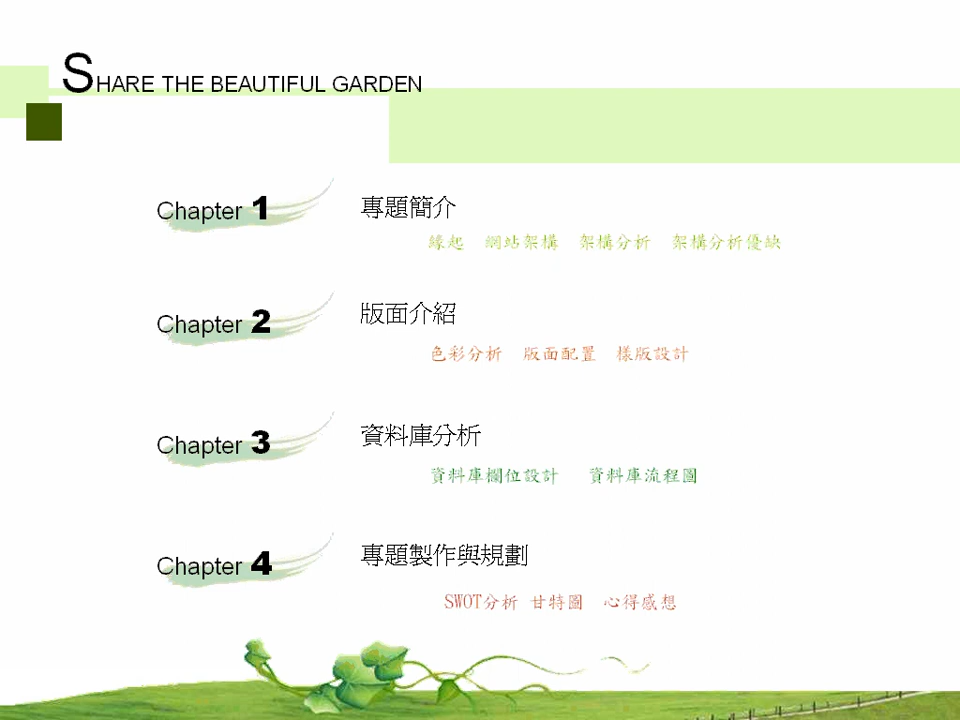 SHARE THE BEAUTIFUL GARDEN
Chapter 1 專題簡介
緣起 網站架構 架構分析 架構分析優缺
Chapter 2 版面介紹
色彩分析 版面配置 樣版設計
Chapter 3 資料庫分析
資料庫欄位設計 資料庫流程圖
Chapter 4 專題製作與規劃
SWOT分析 甘特圖 心得感想